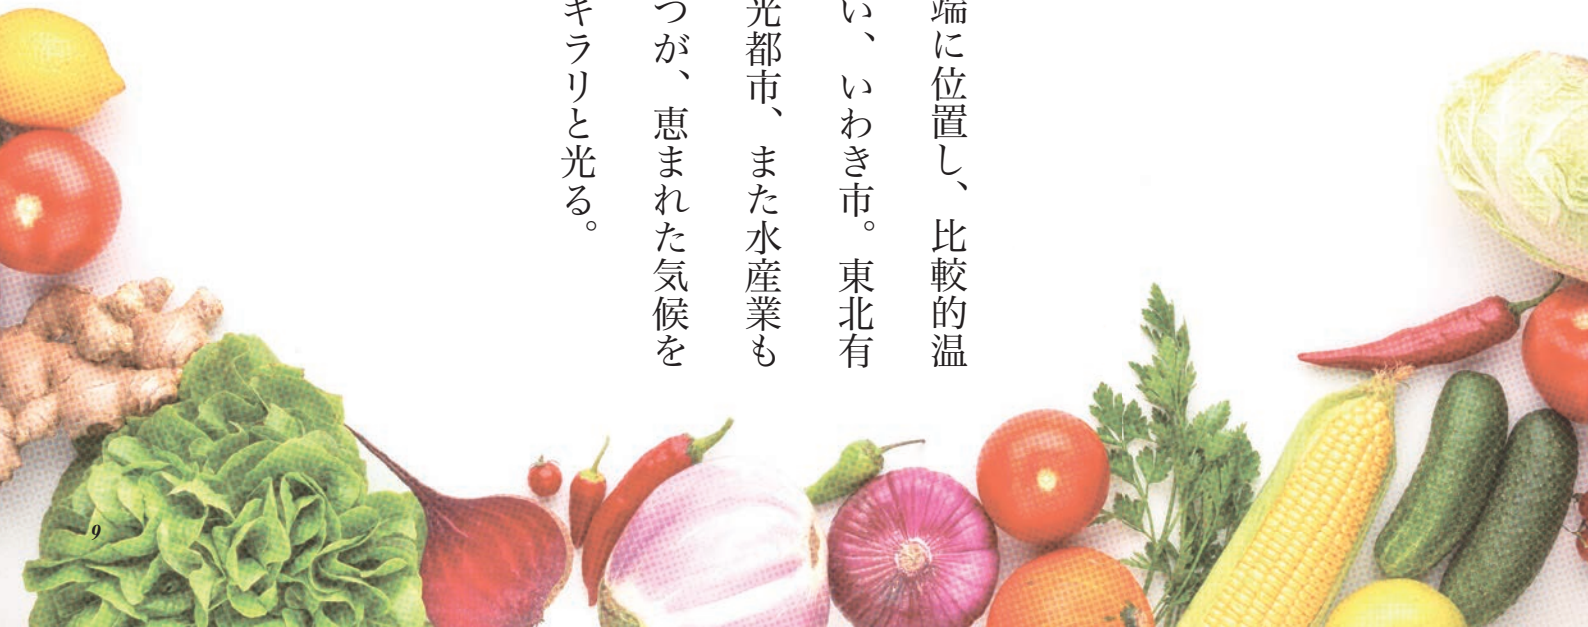 端に位置し、比較的温
い、いわき市。東北有
光都市、また水産業も
つが、恵まれた気候を
キラリと光る。
9